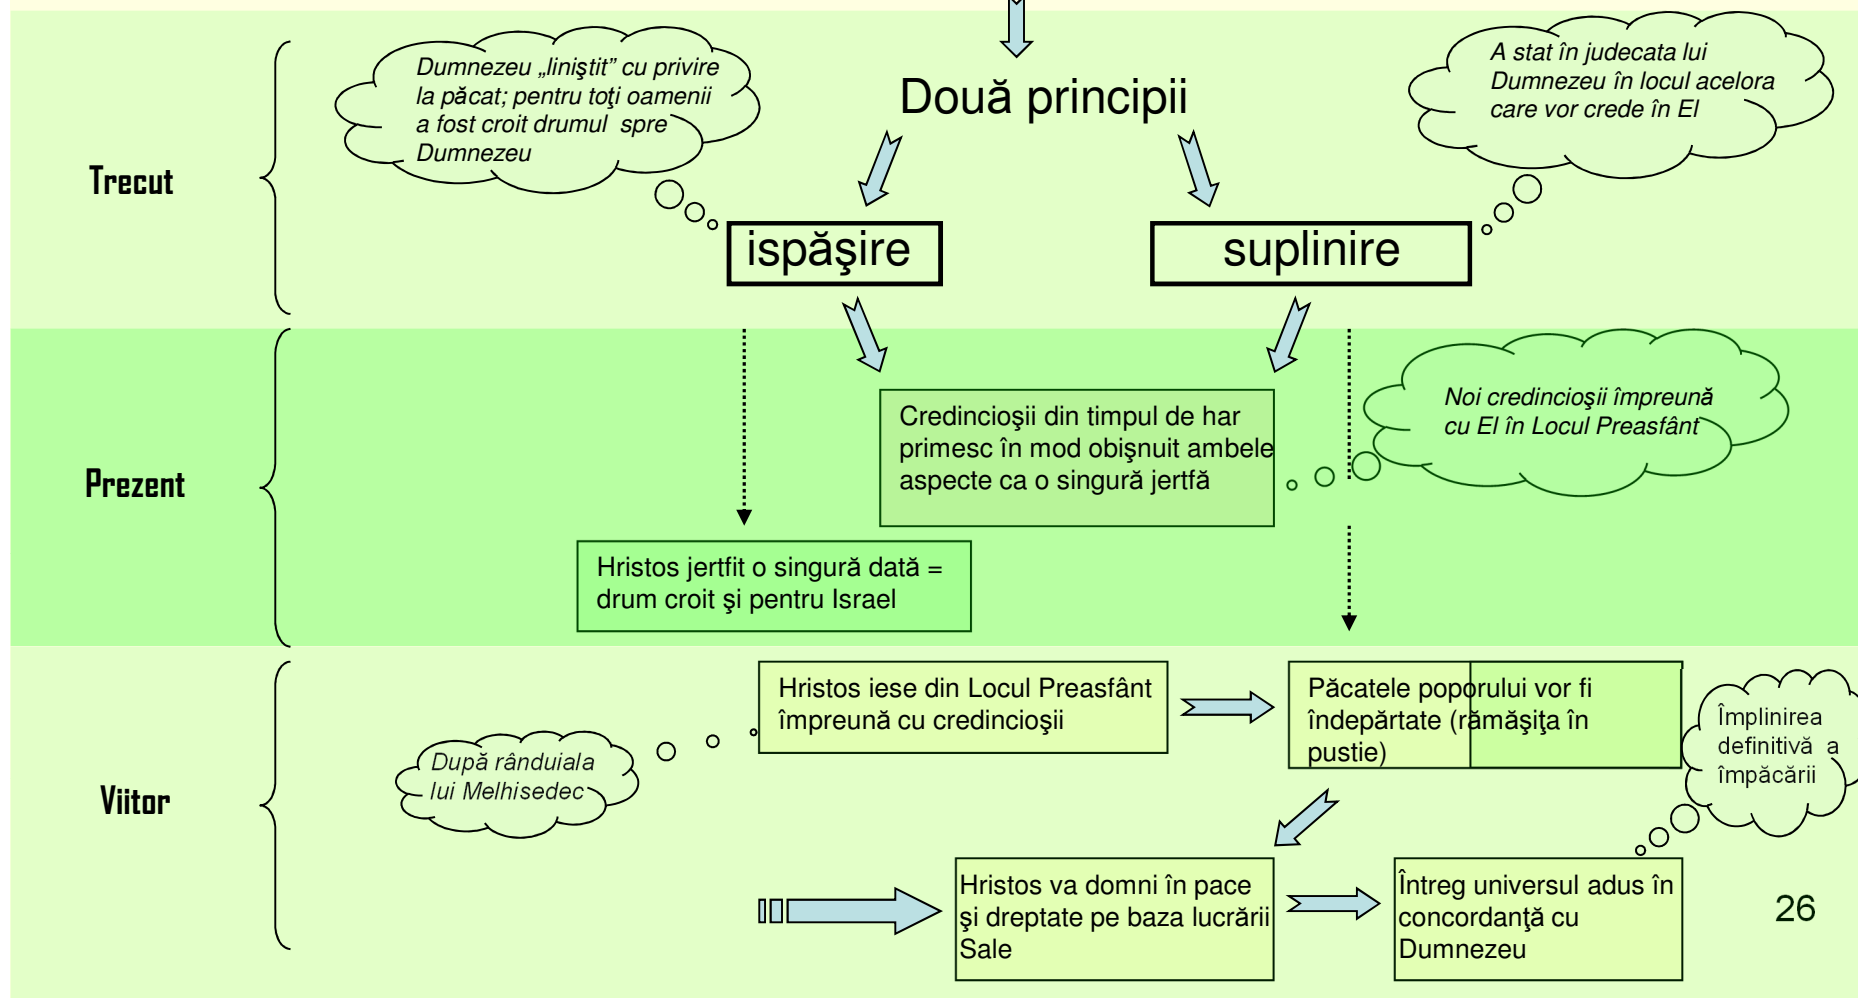 Dumnezeu „liniştit” cu privire
la păcat; pentru toţi oamenii
a fost croit drumul spre
Dumnezeu
Două principii
A stat în judecata lui
Dumnezeu în locul acelora
care vor crede în El
Trecut
ispăşire
suplinire
Credincioşii din timpul de har
primesc în mod obişnuit ambele
aspecte ca o singură jertfă
Noi credincioşii împreună
cu El în Locul Preasfânt
Prezent
Hristos jertfit o singură dată =
drum croit şi pentru Israel
Hristos iese din Locul Preasfânt
împreună cu credincioşii
Păcatele poporului vor fi
îndepărtate (rămăşiţa în
pustie)
Împlinirea
definitivă a
împăcării
După rânduiala
lui Melhisedec
Viitor
Hristos va domni în pace
şi dreptate pe baza lucrării
Sale
Întreg universul adus în
concordanţă cu
Dumnezeu
26